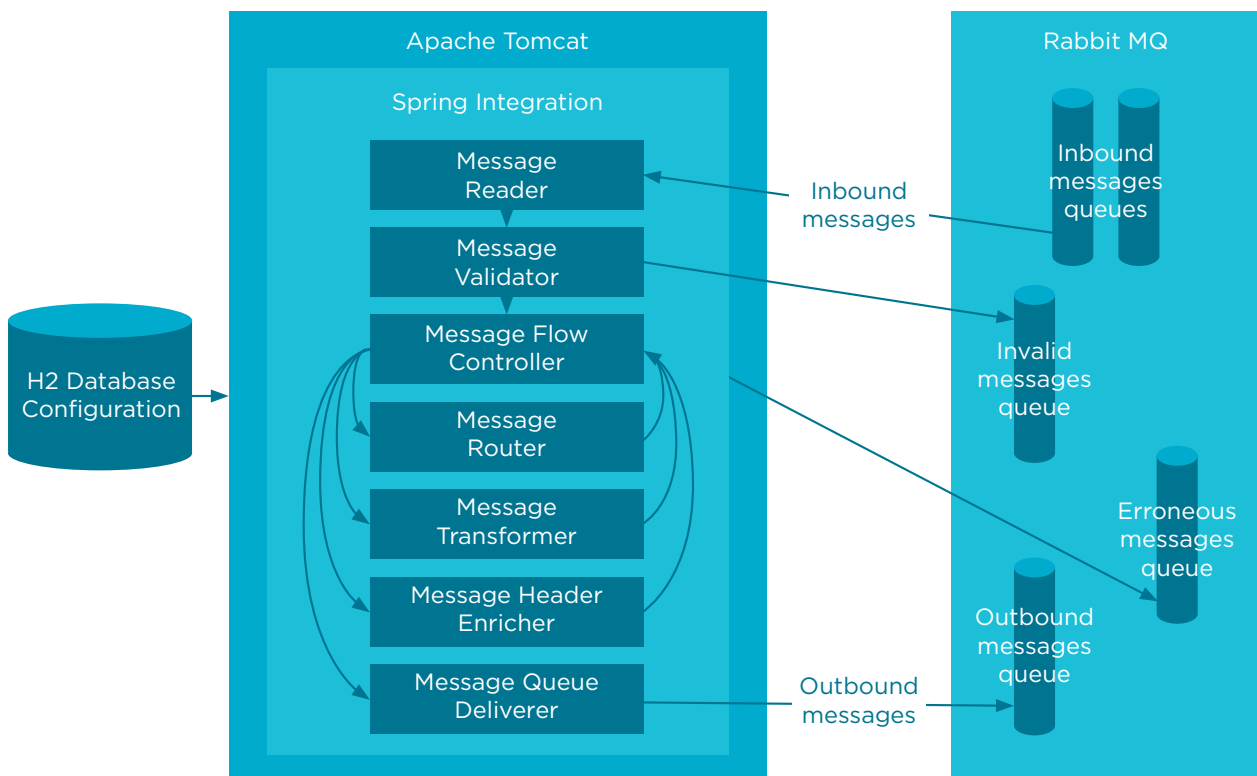 Apache Tomcat
Rabbit MQ
Spring Integration
Message
Reader
Message
Validator
Message Flow
Controller
Message
Router
Message
Transformer
Message Header
Enricher
Message Queue
Deliverer
H2 Database
Configuration
Inbound
messages
Outbound
messages
Inbound
messages
queues
Invalid
messages
queue
Erroneous
messages
queue
Outbound
messages
queue